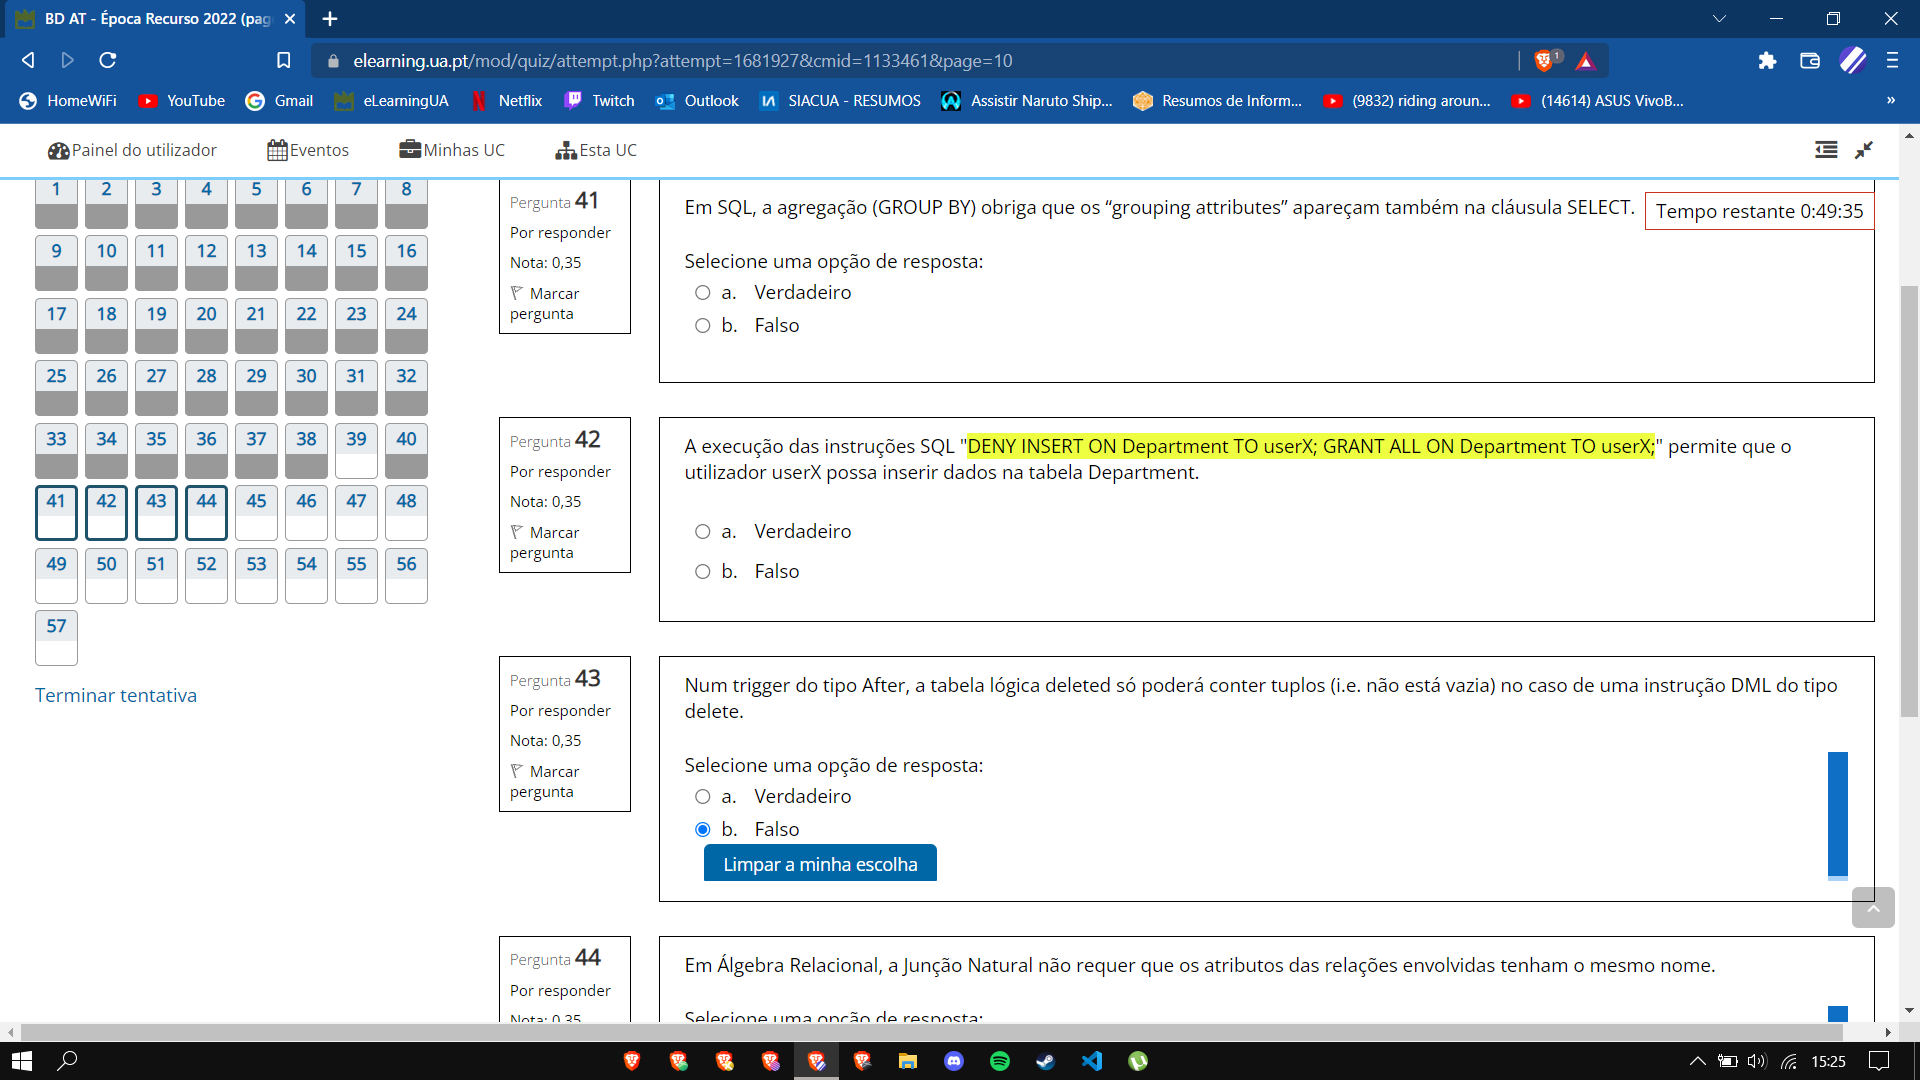 BD AT - Época Recurso 2022 (pag
elearning.ua.pt/mod/quiz/attempt.php?attempt=1681927&cmid=1133461&page=10
1
HomeWiFi YouTube Gmail eLearningUA Netflix Twitch Outlook SIACUA - RESUMOS Assistir Naruto Ship... Resumos de Inform... (9832) riding aroun... (14614) ASUS VivoB... »
Painel do utilizador Eventos Minhas UC Esta UC
1 2 3 4 5 6 7 8
9 10 11 12 13 14 15 16
17 18 19 20 21 22 23 24
25 26 27 28 29 30 31 32
33 34 35 36 37 38 39 40
41 42 43 44 45 46 47 48
49 50 51 52 53 54 55 56
57
Terminar tentativa
Pergunta 41
Por responder
Nota: 0,35
Marcar
pergunta
Em SQL, a agregação (GROUP BY) obriga que os “grouping attributes” apareçam também na cláusula SELECT.
Tempo restante 0:49:35
Selecione uma opção de resposta:
a. Verdadeiro
b. Falso
Pergunta 42
Por responder
Nota: 0,35
Marcar
pergunta
A execução das instruções SQL "DENY INSERT ON Department TO userX; GRANT ALL ON Department TO userX;" permite que o
utilizador userX possa inserir dados na tabela Department.
a. Verdadeiro
b. Falso
Pergunta 43
Por responder
Nota: 0,35
Marcar
pergunta
Num trigger do tipo After, a tabela lógica deleted só poderá conter tuplos (i.e. não está vazia) no caso de uma instrução DML do tipo
delete.
Selecione uma opção de resposta:
a. Verdadeiro
b. Falso
Limpar a minha escolha
Pergunta 44
Por responder
Nota: 0,35
Em Álgebra Relacional, a Junção Natural não requer que os atributos das relações envolvidas tenham o mesmo nome.
Selecione uma opção de resposta:
15:25